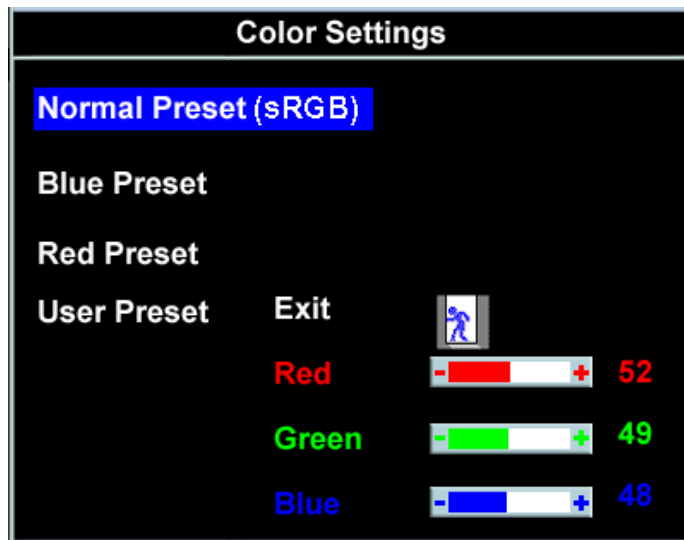 Color Settings
Normal Preset (sRGB)
Blue Preset
Red Preset
User Preset Exit
Red - + 52
Green - + 49
Blue - + 48